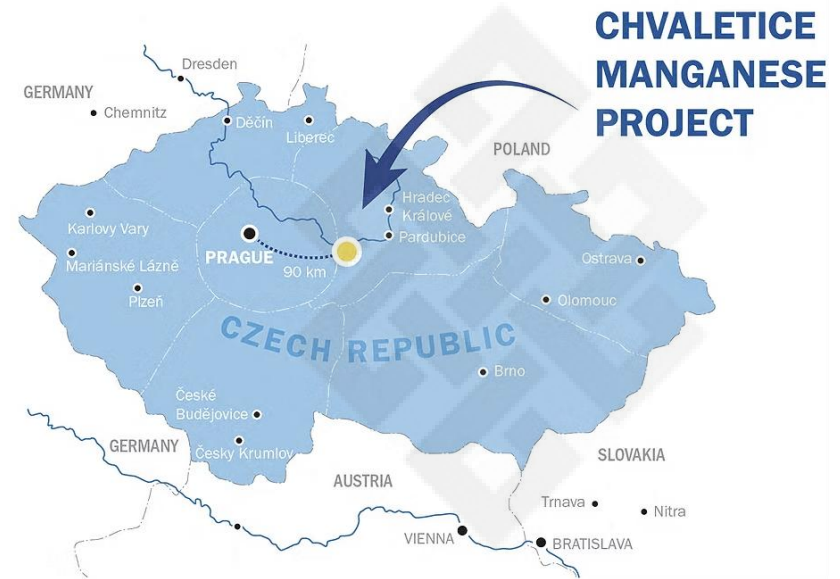 CHVALETICE
MANGANESE
PROJECT
Dresden
GERMANY
Chemnitz
Děčín
Liberec
POLAND
Hradec
Králové
Karlovy Vary
Pardubice
PRAGUE
Mariánské Lázně
90 km
Ostrava
Plzeň
Olomouc
CZECH REPUBLIC
Brno
České
Budějovice
Česky Krumlov
GERMANY
SLOVAKIA
AUSTRIA
Trnava
Nitra
VIENNA
BRATISLAVA